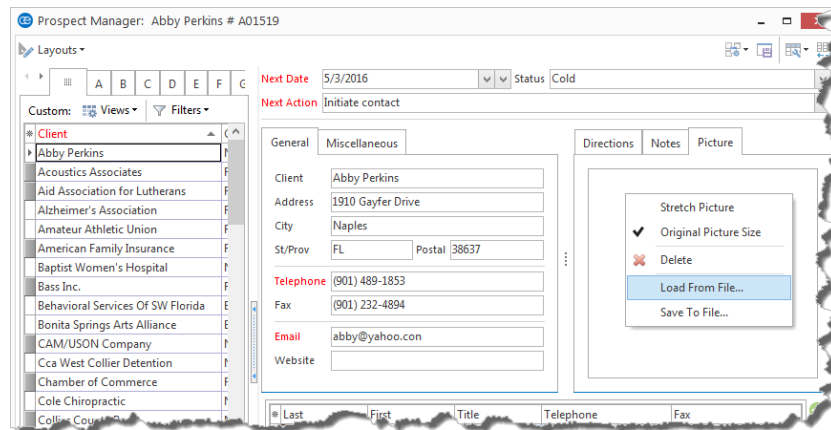 Prospect Manager: Abby Perkins # A01519
Layouts
A B C D E F G
Custom: Views Filters
Client
Abby Perkins
Acoustics Associates
Aid Association for Lutherans
Alzheimer's Association
Amateur Athletic Union
American Family Insurance
Baptist Women's Hospital
Bass Inc.
Behavioral Services Of SW Florida
Bonita Springs Arts Alliance
CAM/USON Company
Cca West Collier Detention
Chamber of Commerce
Cole Chiropractic
Next Date 5/3/2016 Status Cold
Next Action Initiate contact
General Miscellaneous
Client Abby Perkins
Address 1910 Gayfer Drive
City Naples
St/Prov FL Postal 38637
Telephone (901) 489-1853
Fax (901) 232-4894
Email abby@yahoo.con
Website
Directions Notes Picture
Stretch Picture
Original Picture Size
Delete
Load From File...
Save To File...
Last First Title Telephone Fax